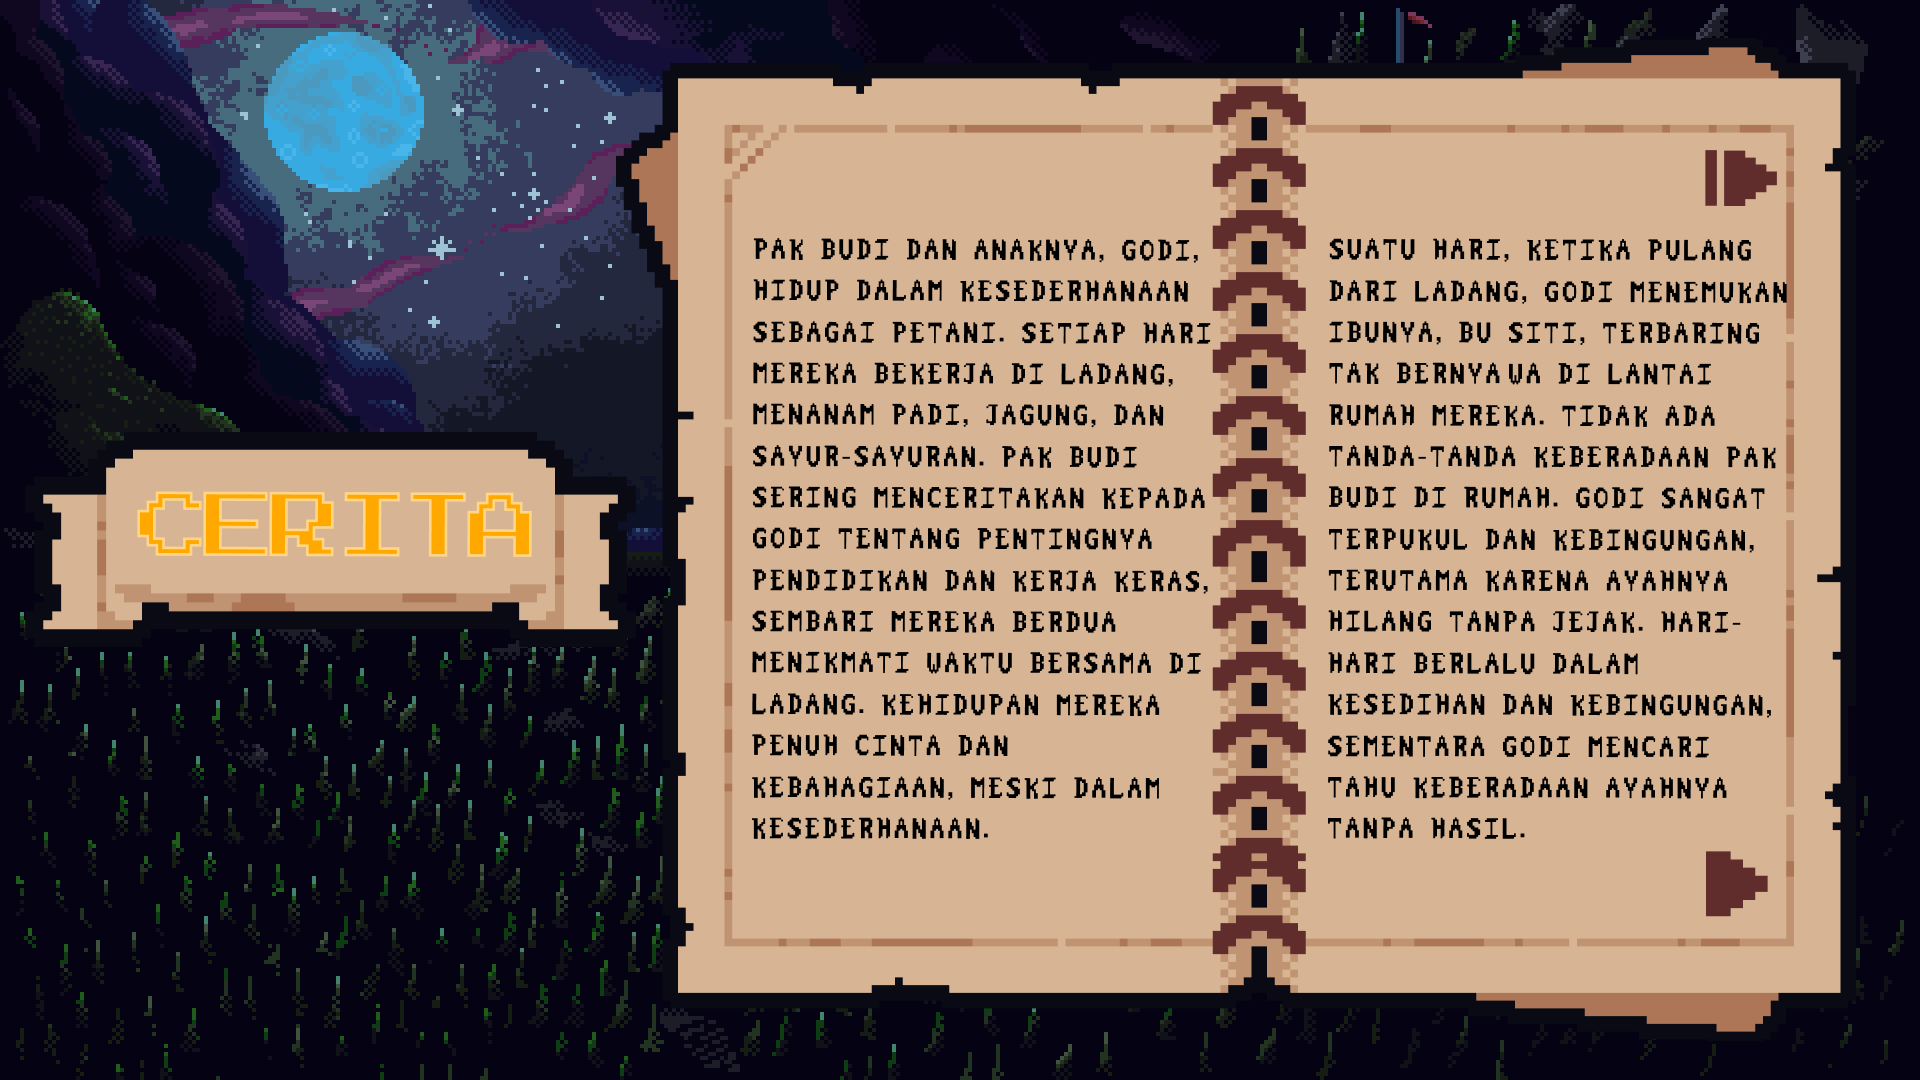 CERITA
PAK BUDI DAN ANAKNYA, GODI,
HIDUP DALAM KESEDERHANAAN
SEBAGAI PETANI. SETIAP HARI
MEREKA BEKERJA DI LADANG,
MENANAM PADI, JAGUNG, DAN
SAYUR-SAYURAN. PAK BUDI
SERING MENCERITAKAN KEPADA
GODI TENTANG PENTINGNYA
PENDIDIKAN DAN KERJA KERAS,
SEMBARI MEREKA BERDUA
MENIKMATI WAKTU BERSAMA DI
LADANG. KEHIDUPAN MEREKA
PENUH CINTA DAN
KEBAHAGIAAN, MESKI DALAM
KESEDERHANAAN.
SUATU HARI, KETIKA PULANG
DARI LADANG, GODI MENEMUKAN
IBUNYA, BU SITI, TERBARING
TAK BERNYAWA DI LANTAI
RUMAH MEREKA. TIDAK ADA
TANDA-TANDA KEBERADAAN PAK
BUDI DI RUMAH. GODI SANGAT
TERPUKUL DAN KEBINGUNGAN,
TERUTAMA KARENA AYAHNYA
HILANG TANPA JEJAK. HARI-
HARI BERLALU DALAM
KESEDIHAN DAN KEBINGUNGAN,
SEMENTARA GODI MENCARI
TAHU KEBERADAAN AYAHNYA
TANPA HASIL.